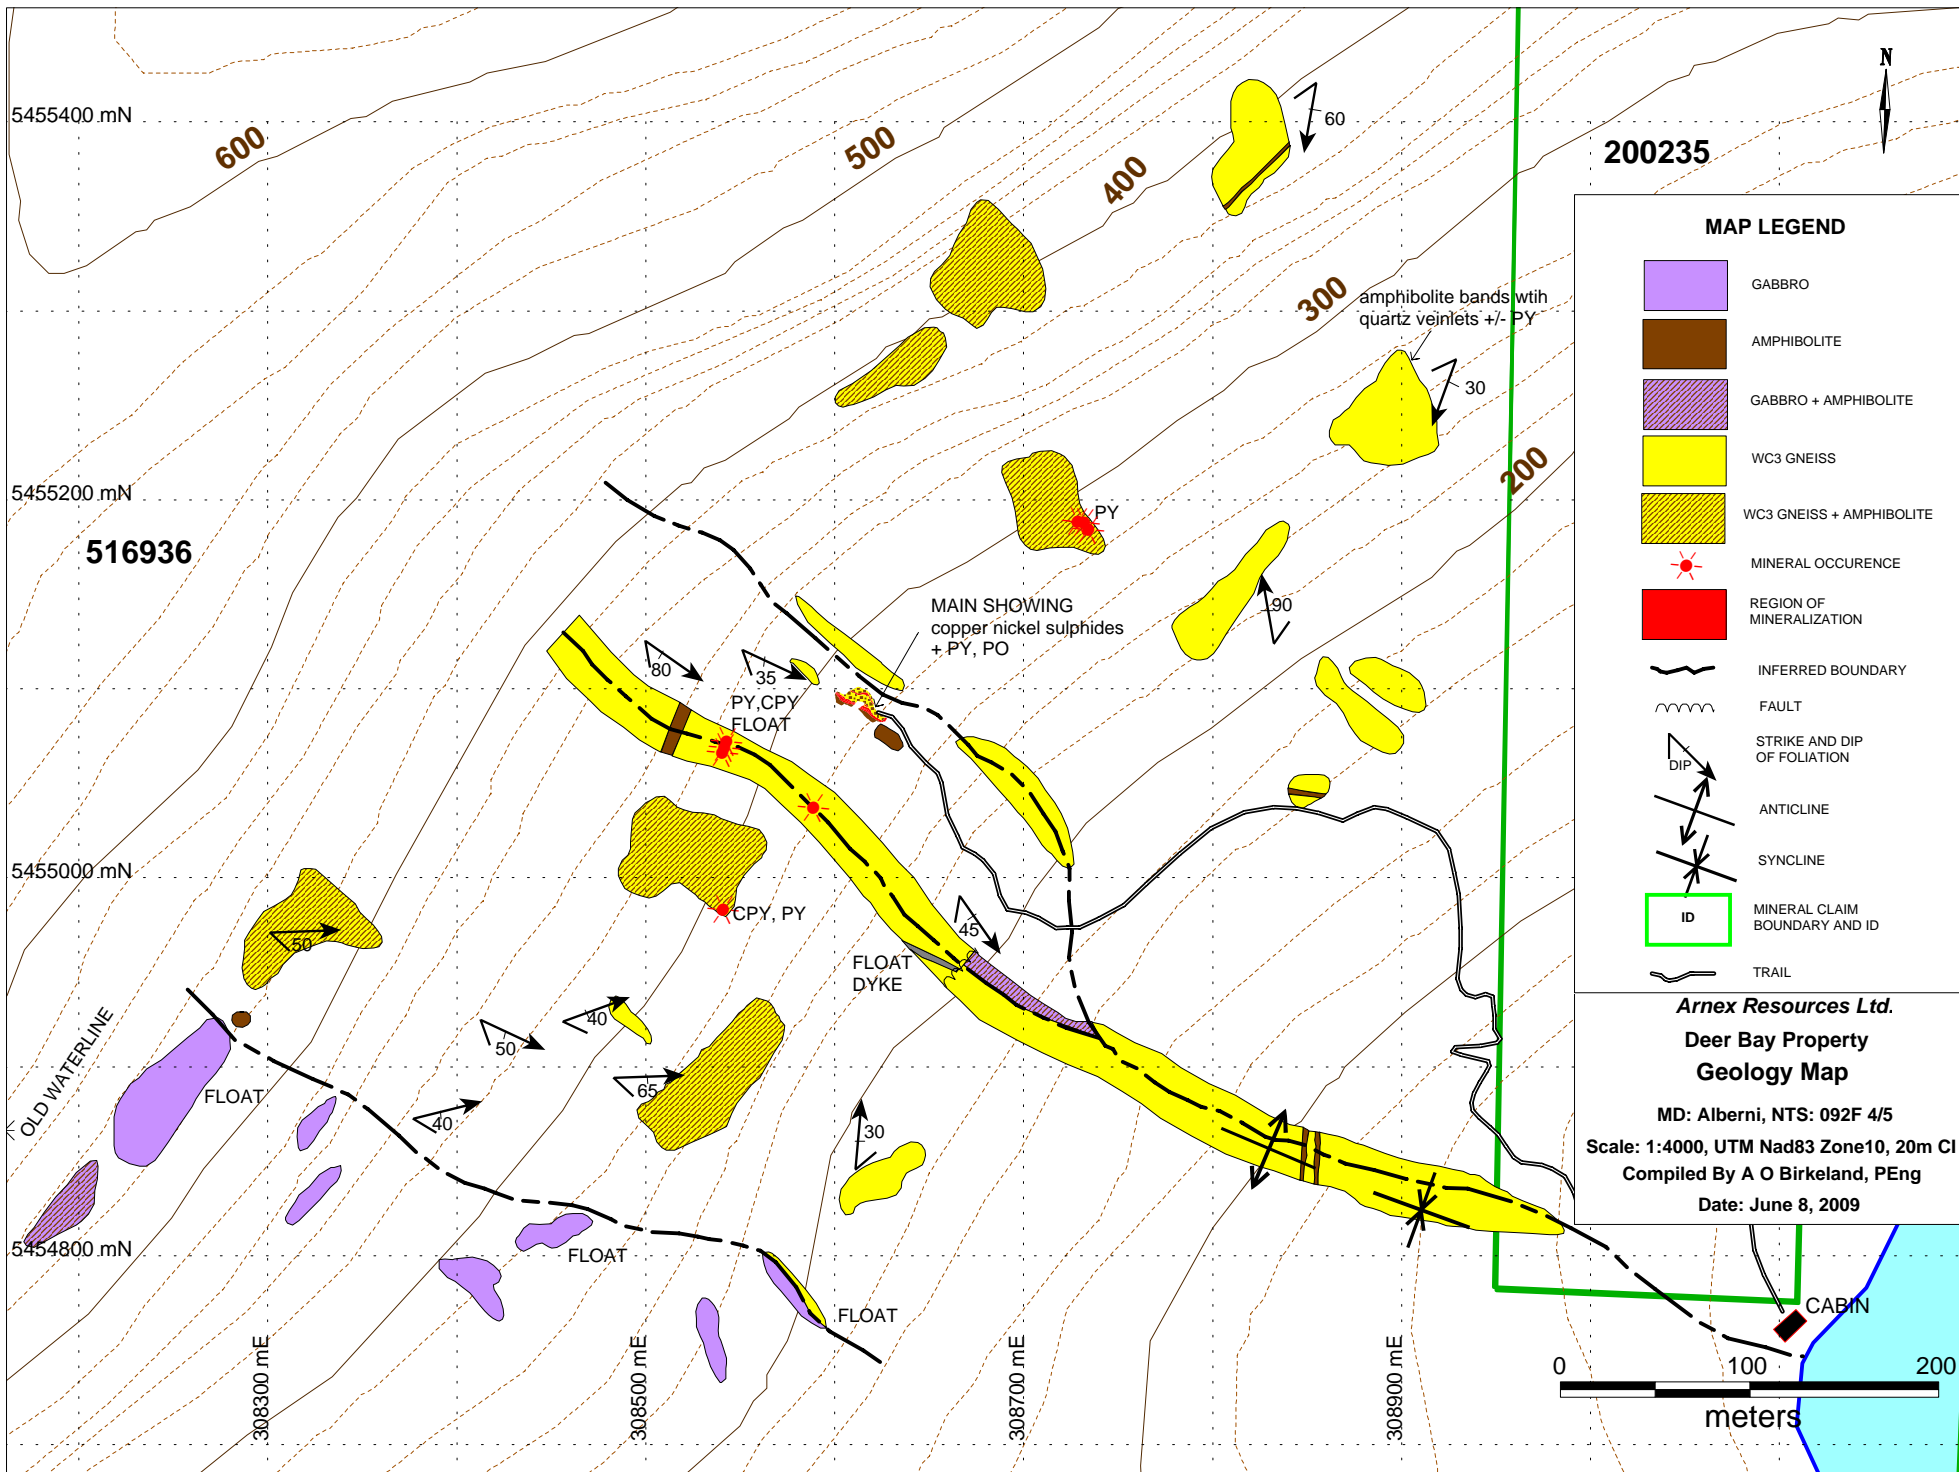 N
5455400 mN
600
500
400
60
200235
300
amphibolite bands wtih
quartz veinlets +/- PY
30
200
5455200 mN
516936
PY
90
MAIN SHOWING
copper nickel sulphides
+ PY, PO
80
35
PY,CPY
FLOAT
5455000 mN
CPY, PY
50
45
FLOAT
DYKE
OLD WATERLINE
FLOAT
40
50
65
40
30
5454800 mN
FLOAT
FLOAT
308300 mE
308500 mE
308700 mE
308900 mE
CABIN
0 100 200
meters
MAP LEGEND
GABBRO
AMPHIBOLITE
GABBRO + AMPHIBOLITE
WC3 GNEISS
WC3 GNEISS + AMPHIBOLITE
MINERAL OCCURENCE
REGION OF
MINERALIZATION
INFERRED BOUNDARY
FAULT
DIP
STRIKE AND DIP
OF FOLIATION
ANTICLINE
SYNCLINE
ID
MINERAL CLAIM
BOUNDARY AND ID
TRAIL
Arnex Resources Ltd.
Deer Bay Property
Geology Map
MD: Alberni, NTS: 092F 4/5
Scale: 1:4000, UTM Nad83 Zone10, 20m CI
Compiled By A O Birkeland, PEng
Date: June 8, 2009